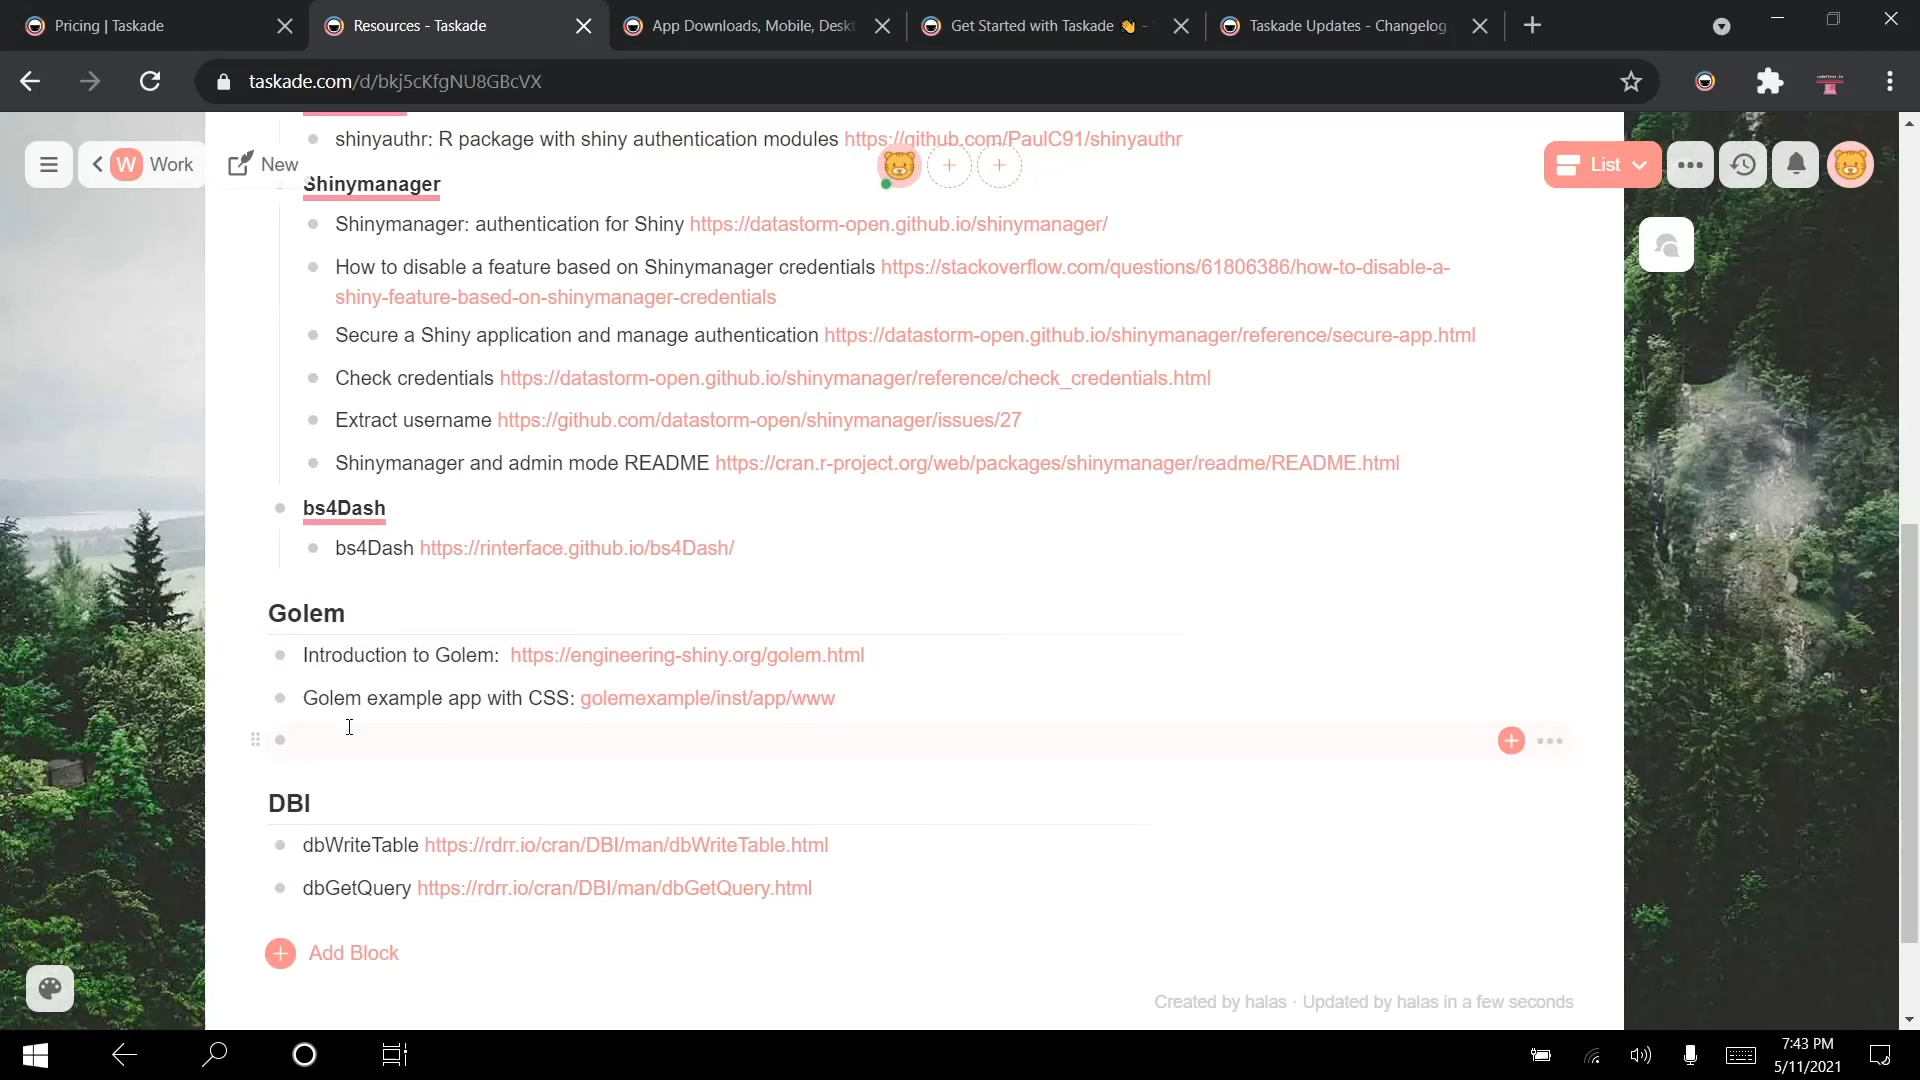 Pricing | Taskade
Resources - Taskade
App Downloads, Mobile, Deskt
Get Started with Taskade 👋 -
Taskade Updates - Changelog
taskade.com/d/bkj5cKfgNU8GBcVX
shinyauthr: R package with shiny authentication modules https://github.com/PaulC91/shinyauthr
W Work
New
List
Shinymanager
Shinymanager: authentication for Shiny https://datastorm-open.github.io/shinymanager/
How to disable a feature based on Shinymanager credentials https://stackoverflow.com/questions/61806386/how-to-disable-a-
shiny-feature-based-on-shinymanager-credentials
Secure a Shiny application and manage authentication https://datastorm-open.github.io/shinymanager/reference/secure-app.html
Check credentials https://datastorm-open.github.io/shinymanager/reference/check_credentials.html
Extract username https://github.com/datastorm-open/shinymanager/issues/27
Shinymanager and admin mode README https://cran.r-project.org/web/packages/shinymanager/readme/README.html
bs4Dash
bs4Dash https://rinterface.github.io/bs4Dash/
Golem
Introduction to Golem: https://engineering-shiny.org/golem.html
Golem example app with CSS: golemexample/inst/app/www
DBI
dbWriteTable https://rdrr.io/cran/DBI/man/dbWriteTable.html
dbGetQuery https://rdrr.io/cran/DBI/man/dbGetQuery.html
Add Block
Created by halas · Updated by halas in a few seconds
7:43 PM
5/11/2021